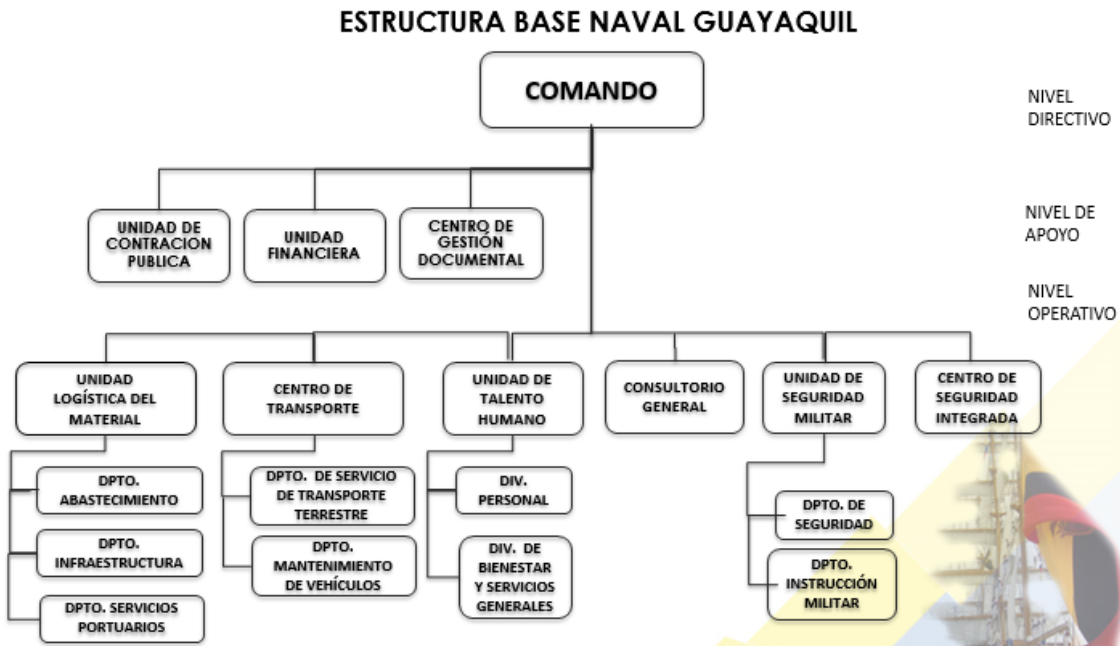 ESTRUCTURA BASE NAVAL GUAYAQUIL
COMANDO
NIVEL
DIRECTIVO
UNIDAD DE
CONTRACION
PUBLICA
UNIDAD
FINANCIERA
CENTRO DE
GESTIÓN
DOCUMENTAL
NIVEL DE
APOYO
NIVEL
OPERATIVO
UNIDAD
LOGÍSTICA DEL
MATERIAL
CENTRO DE
TRANSPORTE
UNIDAD DE
TALENTO
HUMANO
CONSULTORIO
GENERAL
UNIDAD DE
SEGURIDAD
MILITAR
CENTRO DE
SEGURIDAD
INTEGRADA
DPTO.
ABASTECIMIENTO
DPTO.
INFRAESTRUCTURA
DPTO. SERVICIOS
PORTUARIOS
DPTO. DE SERVICIO
DE TRANSPORTE
TERRESTRE
DPTO.
MANTENIMIENTO
DE VEHÍCULOS
DIV.
PERSONAL
DIV. DE
BIENESTAR
Y SERVICIOS
GENERALES
DPTO. DE
SEGURIDAD
DPTO.
INSTRUCCIÓN
MILITAR